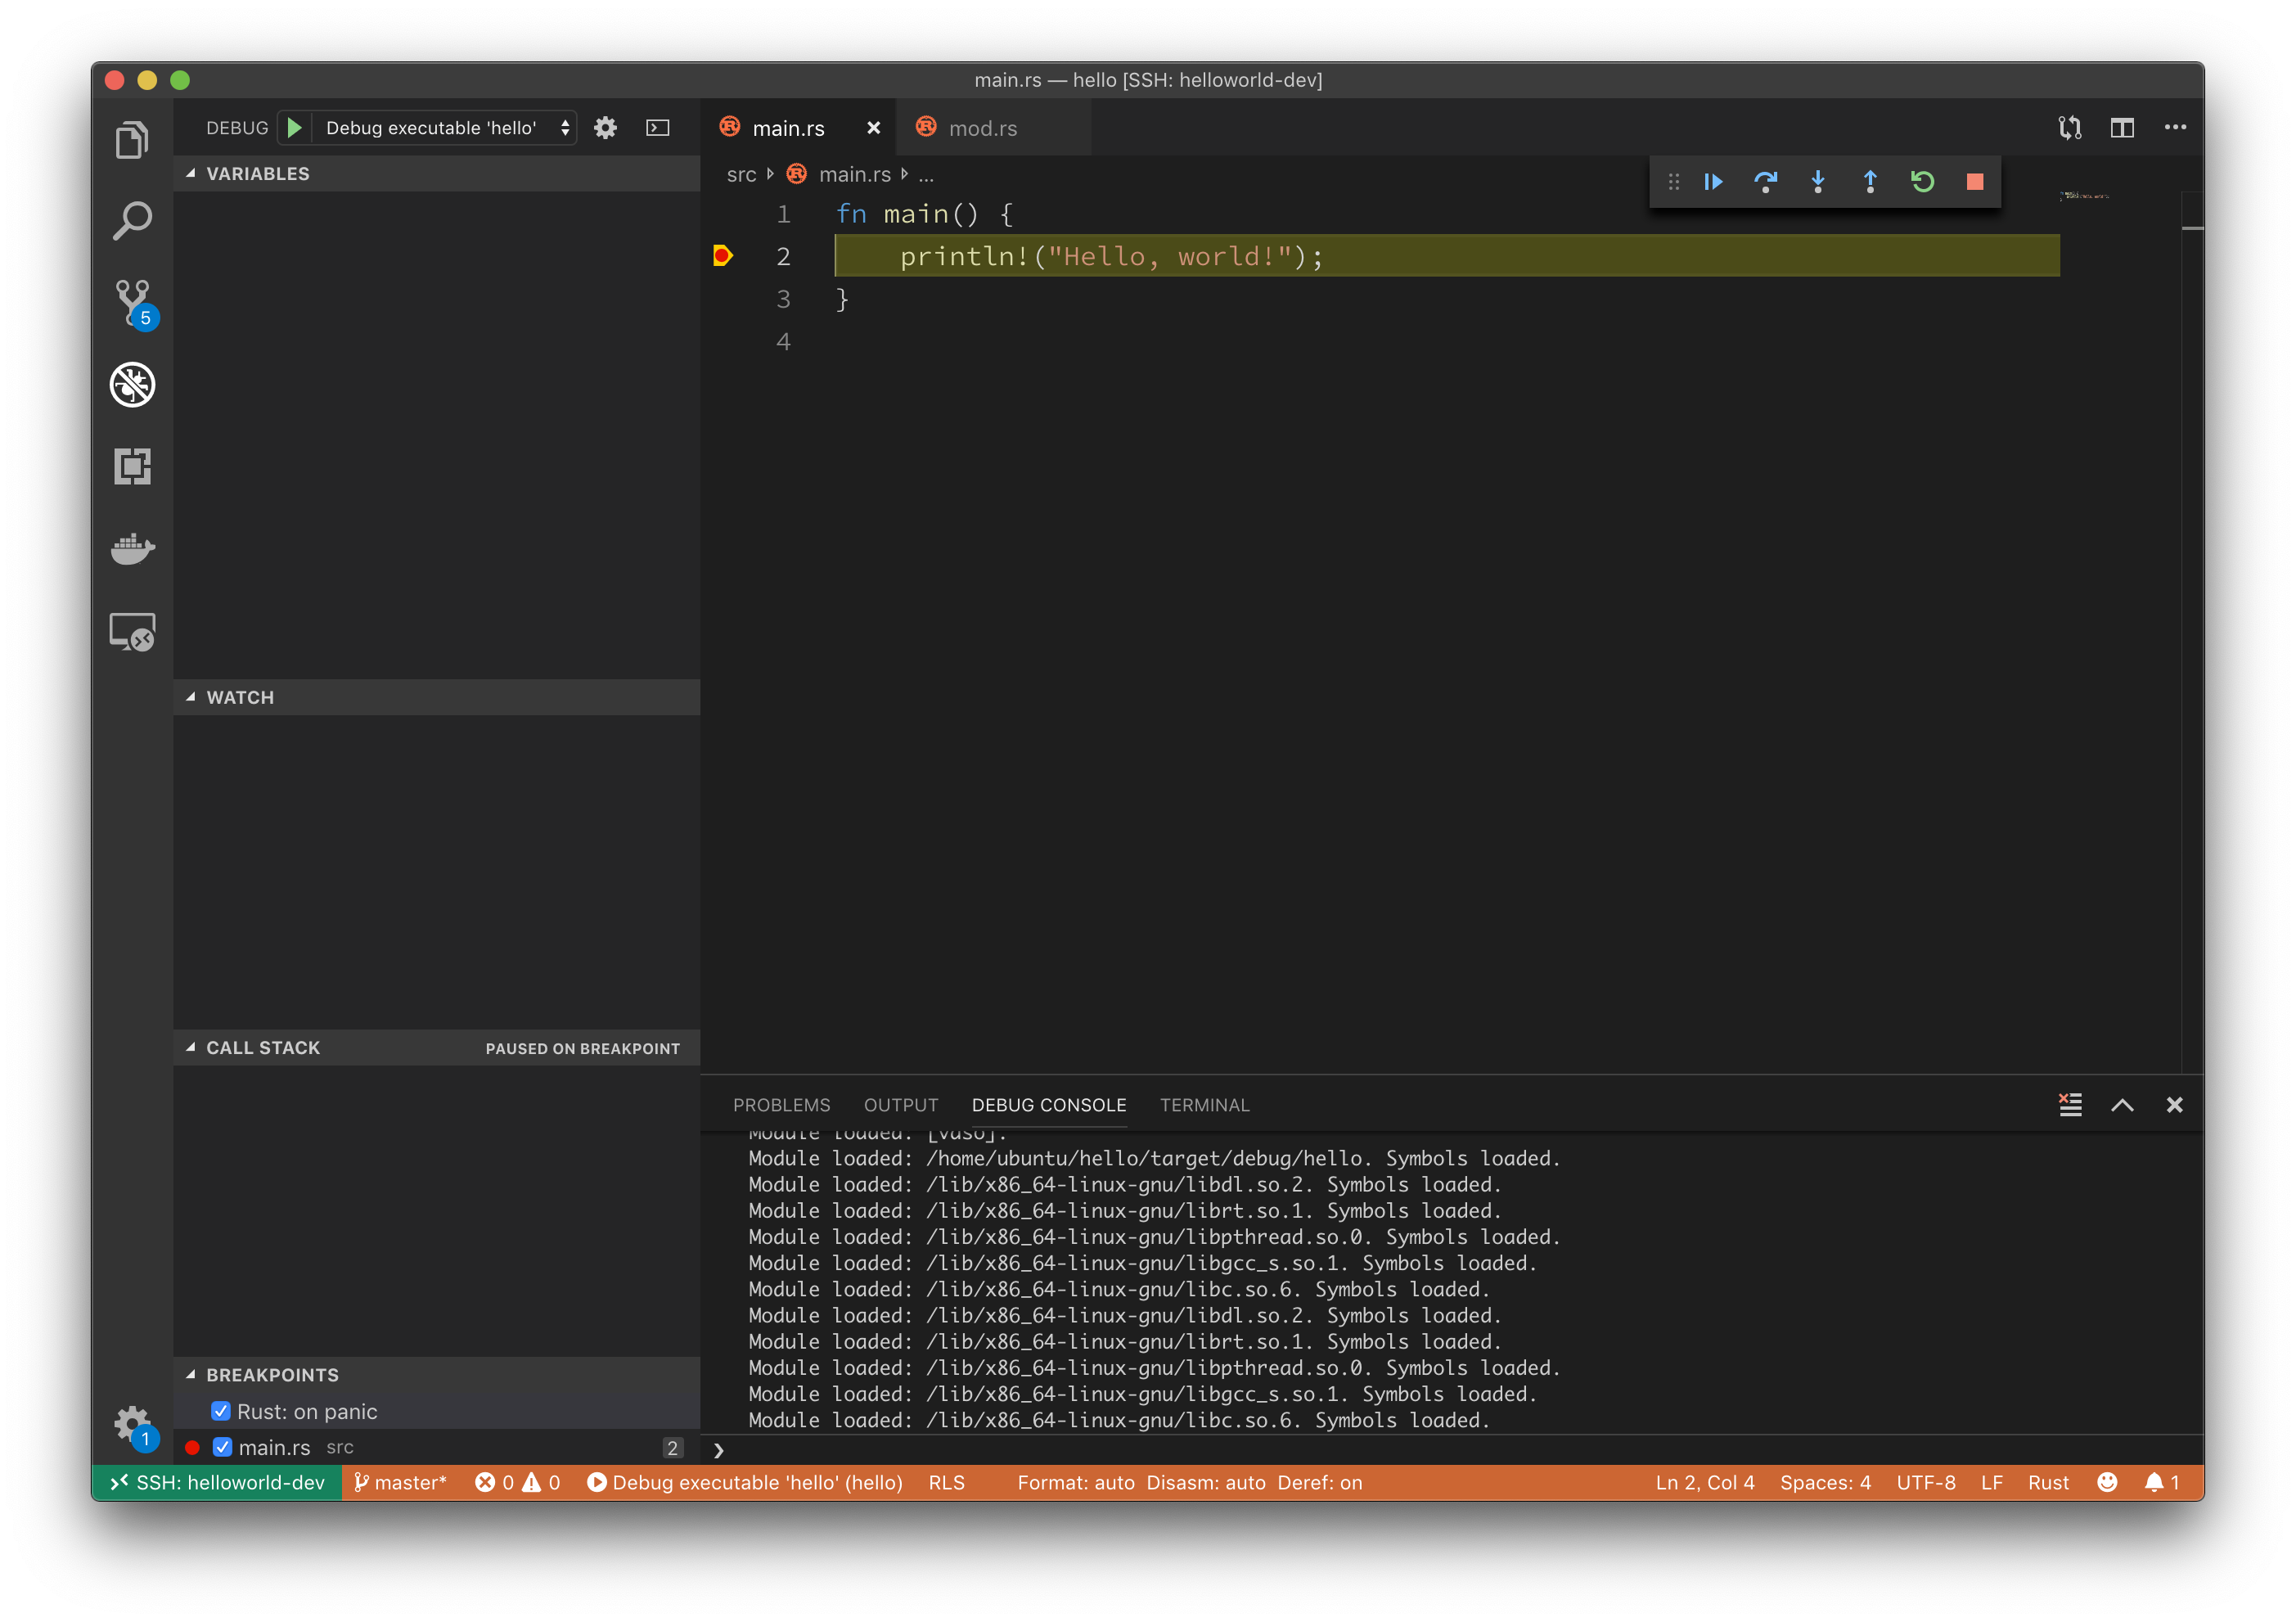 main.rs — hello [SSH: helloworld-dev]
DEBUG Debug executable 'hello'
VARIABLES
5
WATCH
CALL STACK PAUSED ON BREAKPOINT
BREAKPOINTS
Rust: on panic
main.rs src 2
1
main.rs mod.rs
src main.rs ...
1 fn main() {
2 println!("Hello, world!");
3 }
4
PROBLEMS OUTPUT DEBUG CONSOLE TERMINAL
Module loaded: [vdso].
Module loaded: /home/ubuntu/hello/target/debug/hello. Symbols loaded.
Module loaded: /lib/x86_64-linux-gnu/libdl.so.2. Symbols loaded.
Module loaded: /lib/x86_64-linux-gnu/librt.so.1. Symbols loaded.
Module loaded: /lib/x86_64-linux-gnu/libpthread.so.0. Symbols loaded.
Module loaded: /lib/x86_64-linux-gnu/libgcc_s.so.1. Symbols loaded.
Module loaded: /lib/x86_64-linux-gnu/libc.so.6. Symbols loaded.
Module loaded: /lib/x86_64-linux-gnu/libdl.so.2. Symbols loaded.
Module loaded: /lib/x86_64-linux-gnu/librt.so.1. Symbols loaded.
Module loaded: /lib/x86_64-linux-gnu/libpthread.so.0. Symbols loaded.
Module loaded: /lib/x86_64-linux-gnu/libgcc_s.so.1. Symbols loaded.
Module loaded: /lib/x86_64-linux-gnu/libc.so.6. Symbols loaded.
SSH: helloworld-dev master* 0 0 Debug executable 'hello' (hello) RLS Format: auto Disasm: auto Deref: on Ln 2, Col 4 Spaces: 4 UTF-8 LF Rust 1